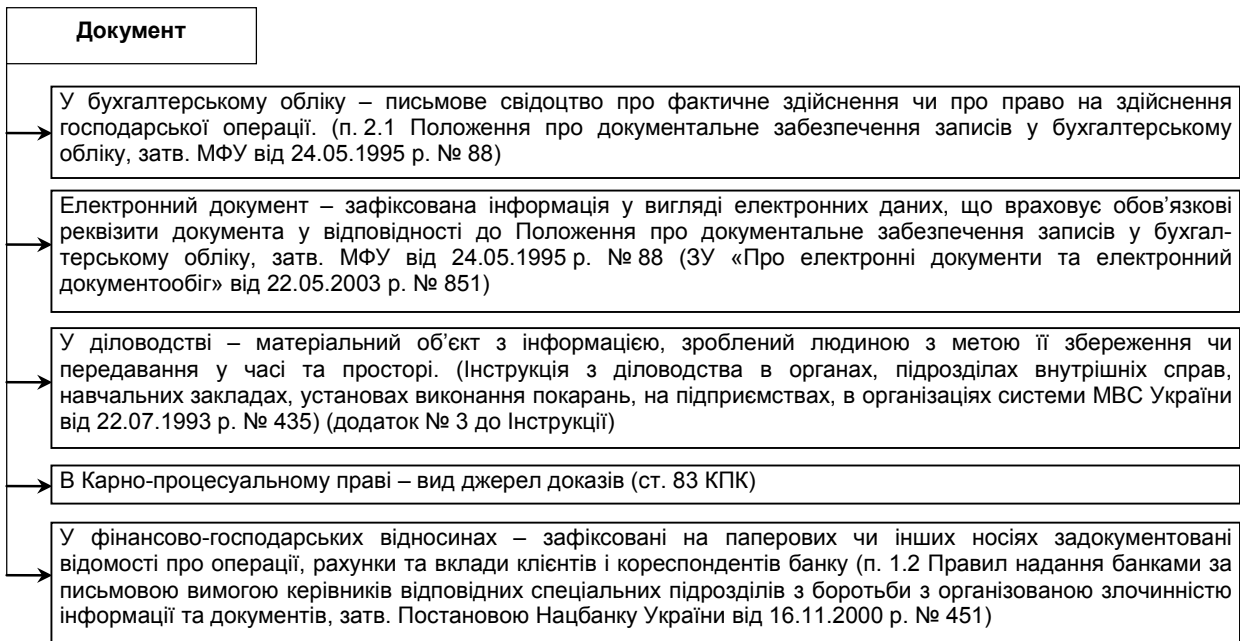 Документ
У бухгалтерському обліку – письмове свідоцтво про фактичне здійснення чи про право на здійснення
господарської операції. (п. 2.1 Положення про документальне забезпечення записів у бухгалтерському
обліку, затв. МФУ від 24.05.1995 р. № 88)
Електронний документ – зафіксована інформація у вигляді електронних даних, що враховує обов’язкові
реквізити документа у відповідності до Положення про документальне забезпечення записів у бухгал-
терському обліку, затв. МФУ від 24.05.1995 р. № 88 (ЗУ «Про електронні документи та електронний
документообіг» від 22.05.2003 р. № 851)
У діловодстві – матеріальний об’єкт з інформацією, зроблений людиною з метою її збереження чи
передавання у часі та просторі. (Інструкція з діловодства в органах, підрозділах внутрішніх справ,
навчальних закладах, установах виконання покарань, на підприємствах, в організаціях системи МВС України
від 22.07.1993 р. № 435) (додаток № 3 до Інструкції)
В Карно-процесуальному праві – вид джерел доказів (ст. 83 КПК)
У фінансово-господарських відносинах – зафіксовані на паперових чи інших носіях задокументовані
відомості про операції, рахунки та вклади клієнтів і кореспондентів банку (п. 1.2 Правил надання банками за
письмовою вимогою керівників відповідних спеціальних підрозділів з боротьби з організованою злочинністю
інформації та документів, затв. Постановою Нацбанку України від 16.11.2000 р. № 451)